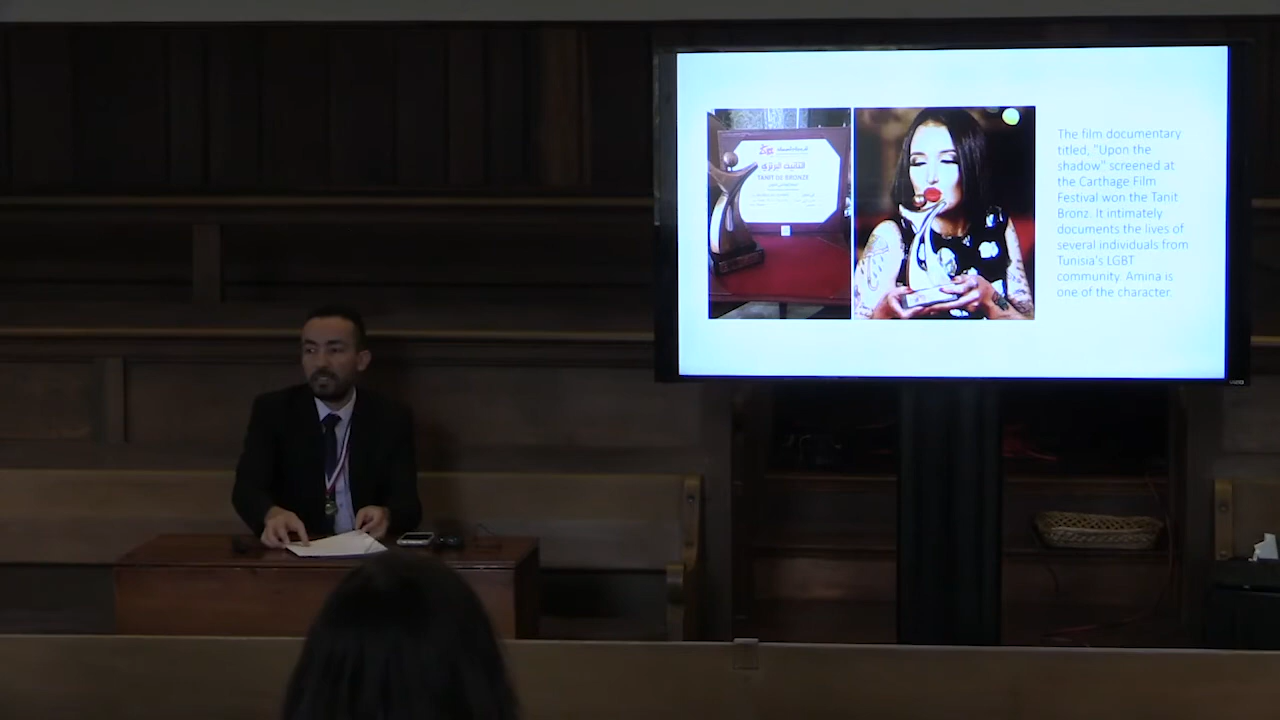 TANIT DE BRONZE
The film documentary
titled, "Upon the
shadow" screened at
the Carthage Film
Festival won the Tanit
Bronz. It intimately
documents the lives of
several individuals from
Tunisia's LGBT
community. Amina is
one of the character.